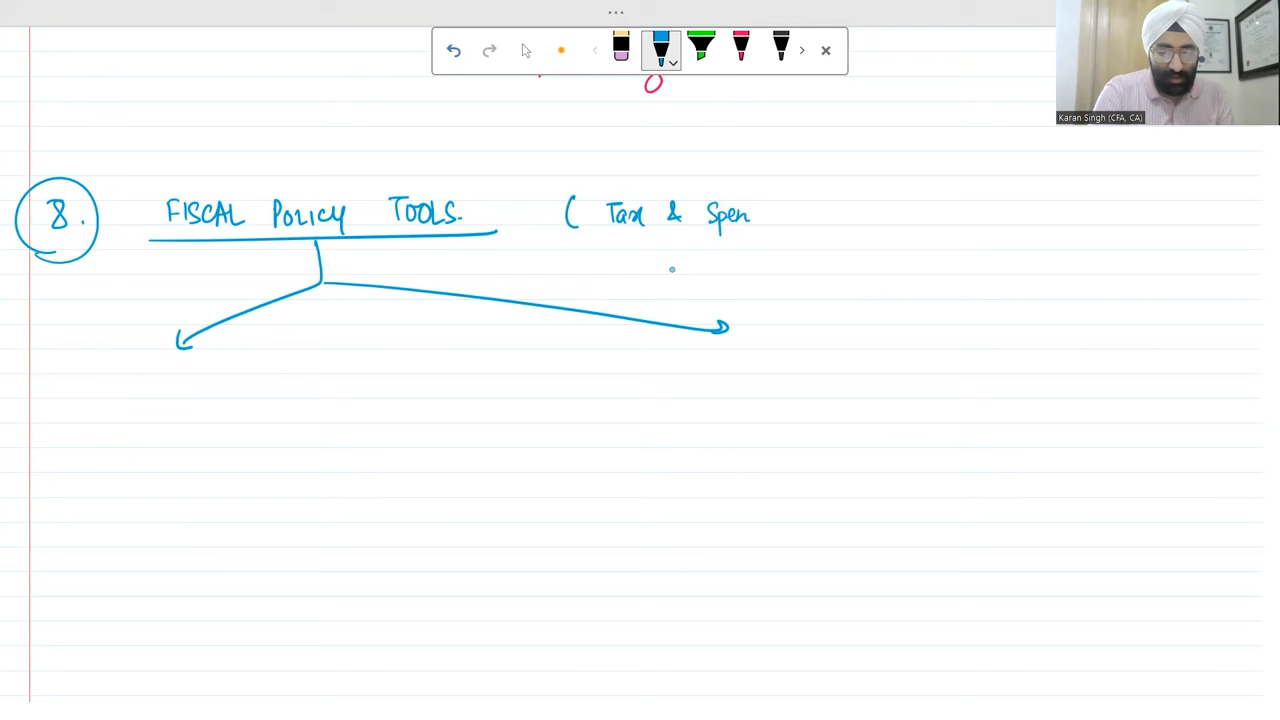 Karan Singh (CFA, CA)
8. FISCAL POLICY TOOLS. ( Tax & Spen